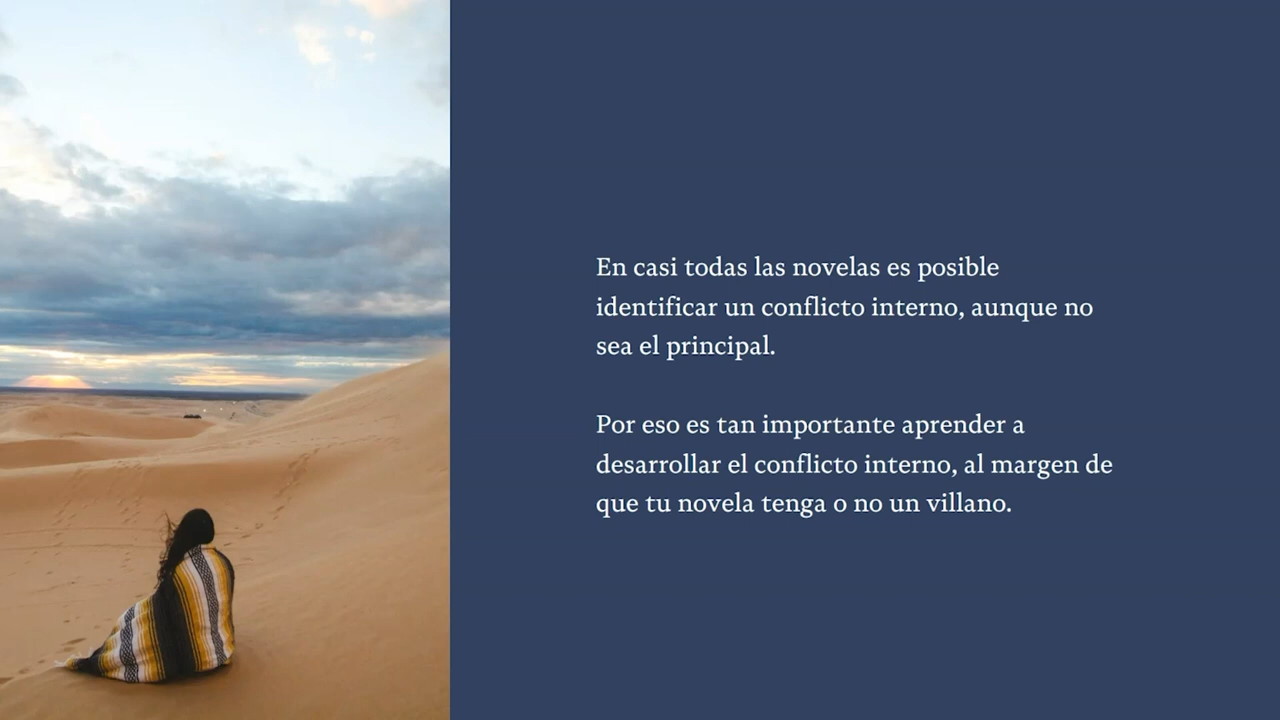 En casi todas las novelas es posible
identificar un conflicto interno, aunque no
sea el principal.
Por eso es tan importante aprender a
desarrollar el conflicto interno, al margen de
que tu novela tenga o no un villano.